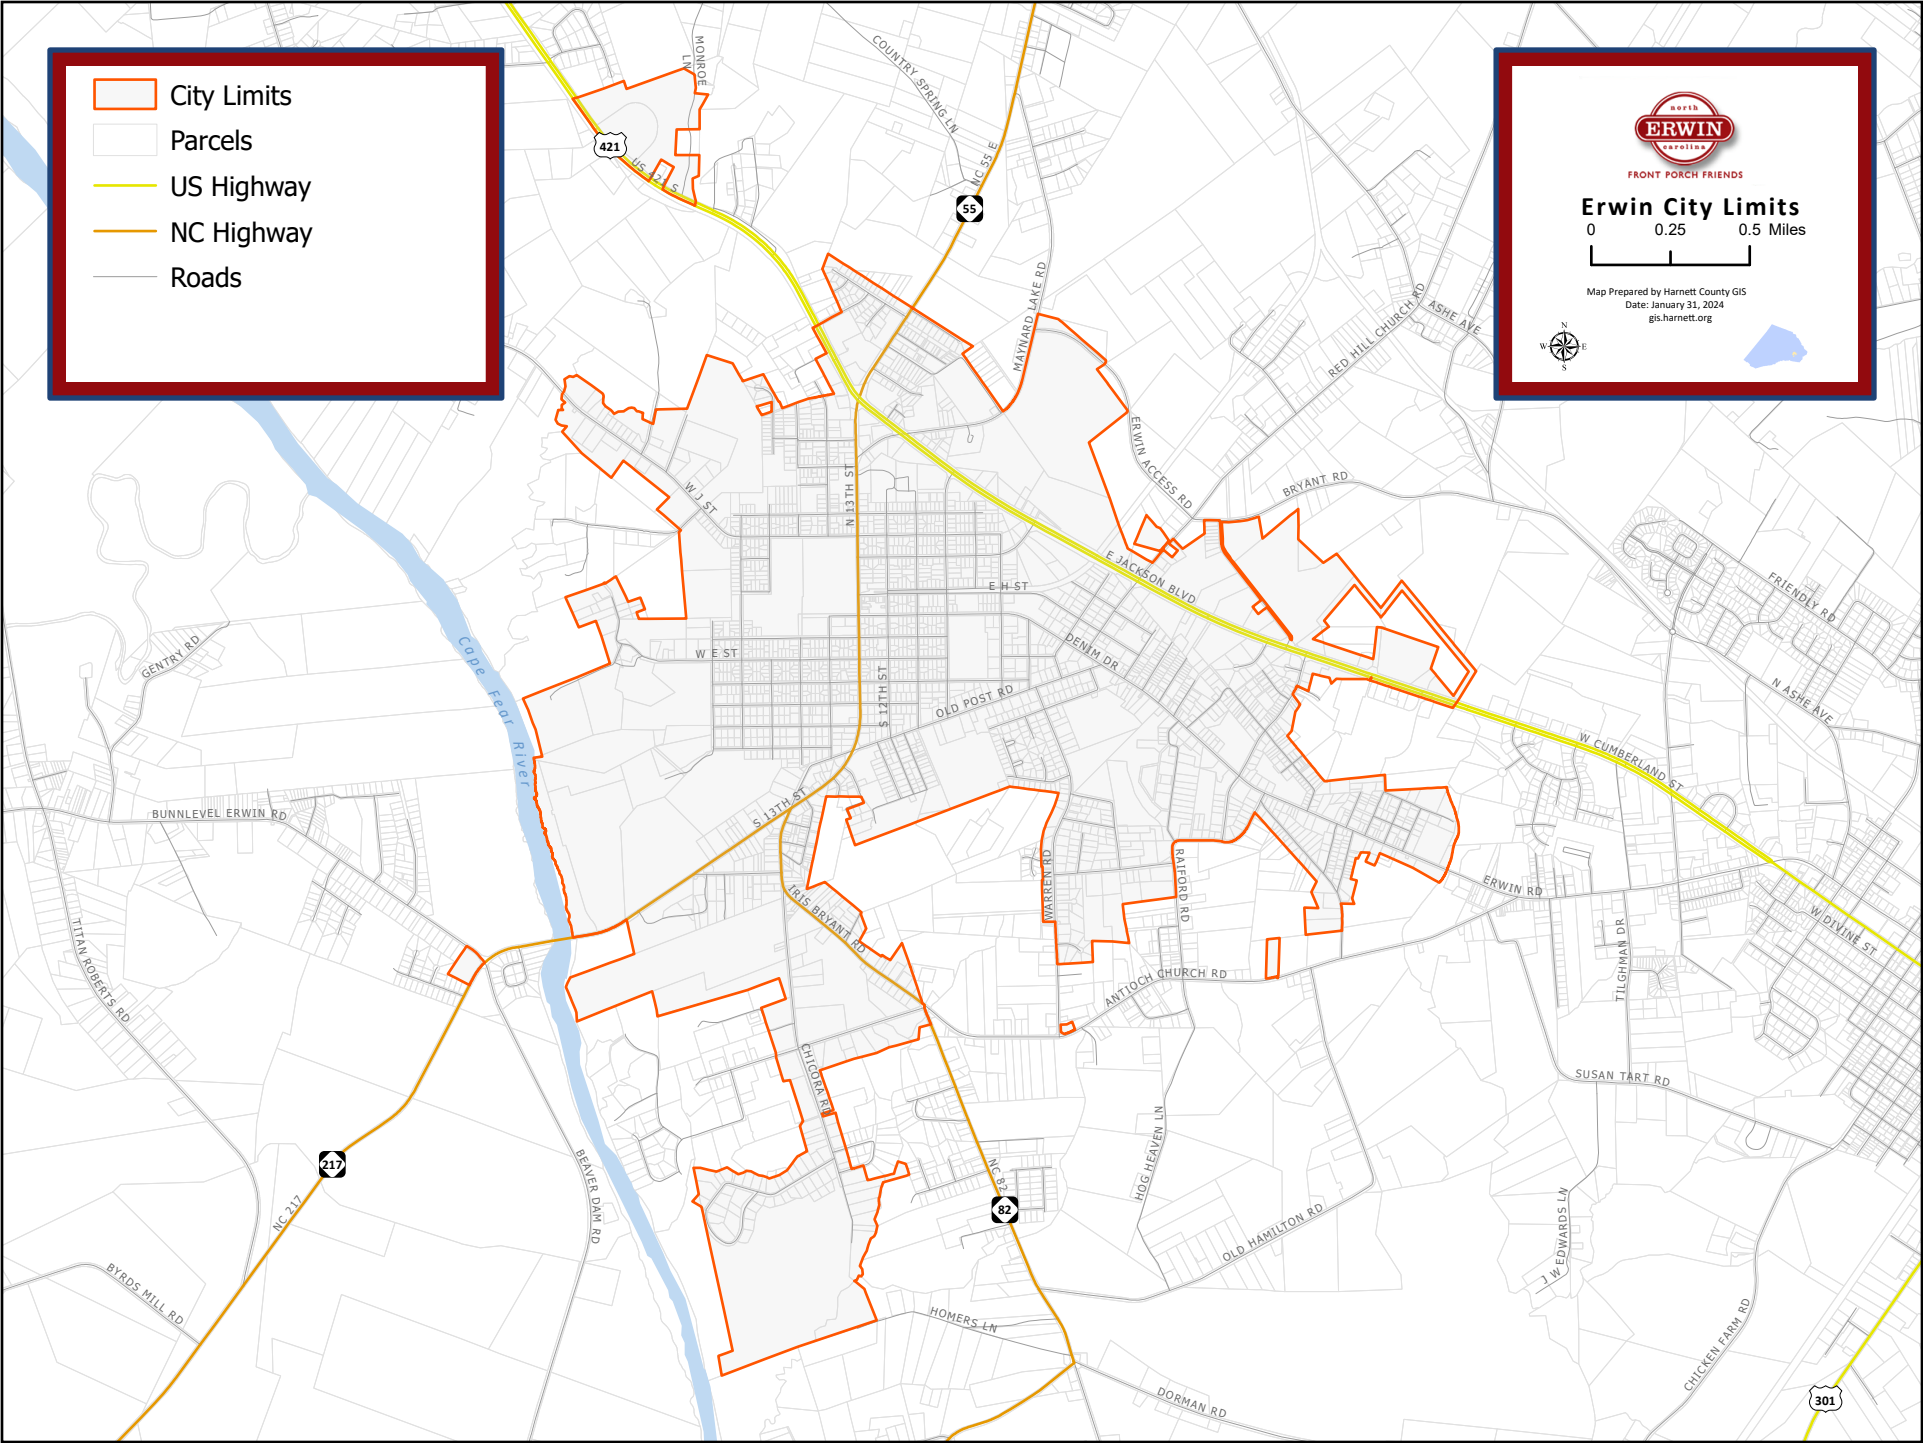 City Limits
Parcels
US Highway
NC Highway
Roads
north
ERWIN
carolina
FRONT PORCH FRIENDS
Erwin City Limits
0 0.25 0.5 Miles
Map Prepared by Harnett County GIS
Date: January 31, 2024
gis.harnett.org
N
W E
S
MONROE LN
COUNTRY SPRING LN
421
US 421 S
NC 55 E
55
MAYNARD LAKE RD
RED HILL CHURCH RD
ASHE AVE
ERWIN ACCESS RD
BRYANT RD
W J ST
N 13TH ST
E JACKSON BLVD
E H ST
FRIENDLY RD
DENIM DR
GENTRY RD
Cape Fear River
W E ST
S 12TH ST
OLD POST RD
N ASHE AVE
W CUMBERLAND ST
BUNNLEVEL ERWIN RD
S 13TH ST
WARREN RD
RAIFORD RD
ERWIN RD
IRIS BRYANT RD
W DIVINE ST
TITAN ROBERTS RD
TILGHMAN DR
ANTIOCH CHURCH RD
CHICORA RD
SUSAN TART RD
217
NC 217
BEAVER DAM RD
HOG HEAVEN LN
NC 82
82
OLD HAMILTON RD
J W EDWARDS LN
BYRDS MILL RD
HOMERS LN
CHICKEN FARM RD
DORMAN RD
301